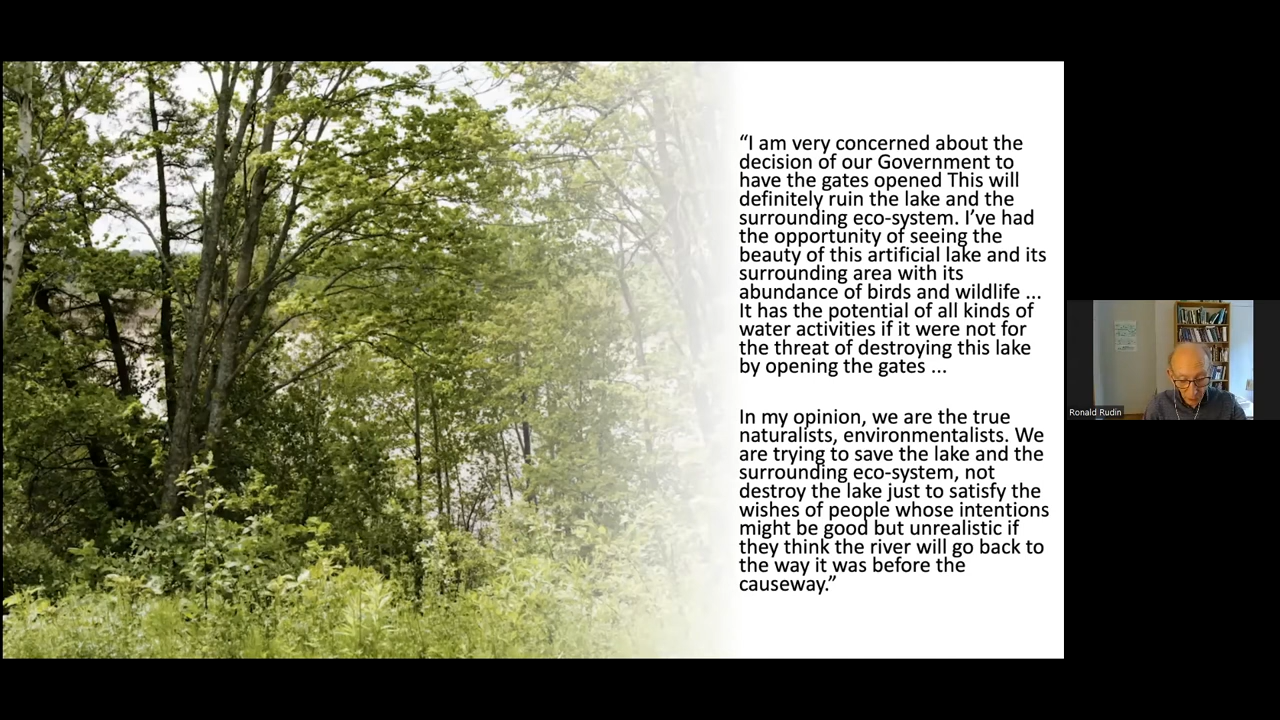 “I am very concerned about the
decision of our Government to
have the gates opened This will
definitely ruin the lake and the
surrounding eco-system. I’ve had
the opportunity of seeing the
beauty of this artificial lake and its
surrounding area with its
abundance of birds and wildlife ...
It has the potential of all kinds of
water activities if it were not for
the threat of destroying this lake
by opening the gates ...
In my opinion, we are the true
naturalists, environmentalists. We
are trying to save the lake and the
surrounding eco-system, not
destroy the lake just to satisfy the
wishes of people whose intentions
might be good but unrealistic if
they think the river will go back to
the way it was before the
causeway.”
Ronald Rudin